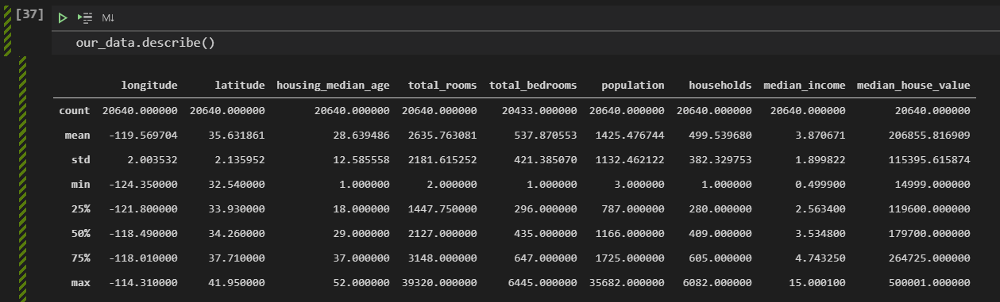 [37]
M↓
our_data.describe()
longitude latitude housing_median_age total_rooms total_bedrooms population households median_income median_house_value
count 20640.000000 20640.000000 20640.000000 20640.000000 20433.000000 20640.000000 20640.000000 20640.000000 20640.000000
mean -119.569704 35.631861 28.639486 2635.763081 537.870553 1425.476744 499.539680 3.870671 206855.816909
std 2.003532 2.135952 12.585558 2181.615252 421.385070 1132.462122 382.329753 1.899822 115395.615874
min -124.350000 32.540000 1.000000 2.000000 1.000000 3.000000 1.000000 0.499900 14999.000000
25% -121.800000 33.930000 18.000000 1447.750000 296.000000 787.000000 280.000000 2.563400 119600.000000
50% -118.490000 34.260000 29.000000 2127.000000 435.000000 1166.000000 409.000000 3.534800 179700.000000
75% -118.010000 37.710000 37.000000 3148.000000 647.000000 1725.000000 605.000000 4.743250 264725.000000
max -114.310000 41.950000 52.000000 39320.000000 6445.000000 35682.000000 6082.000000 15.000100 500001.000000